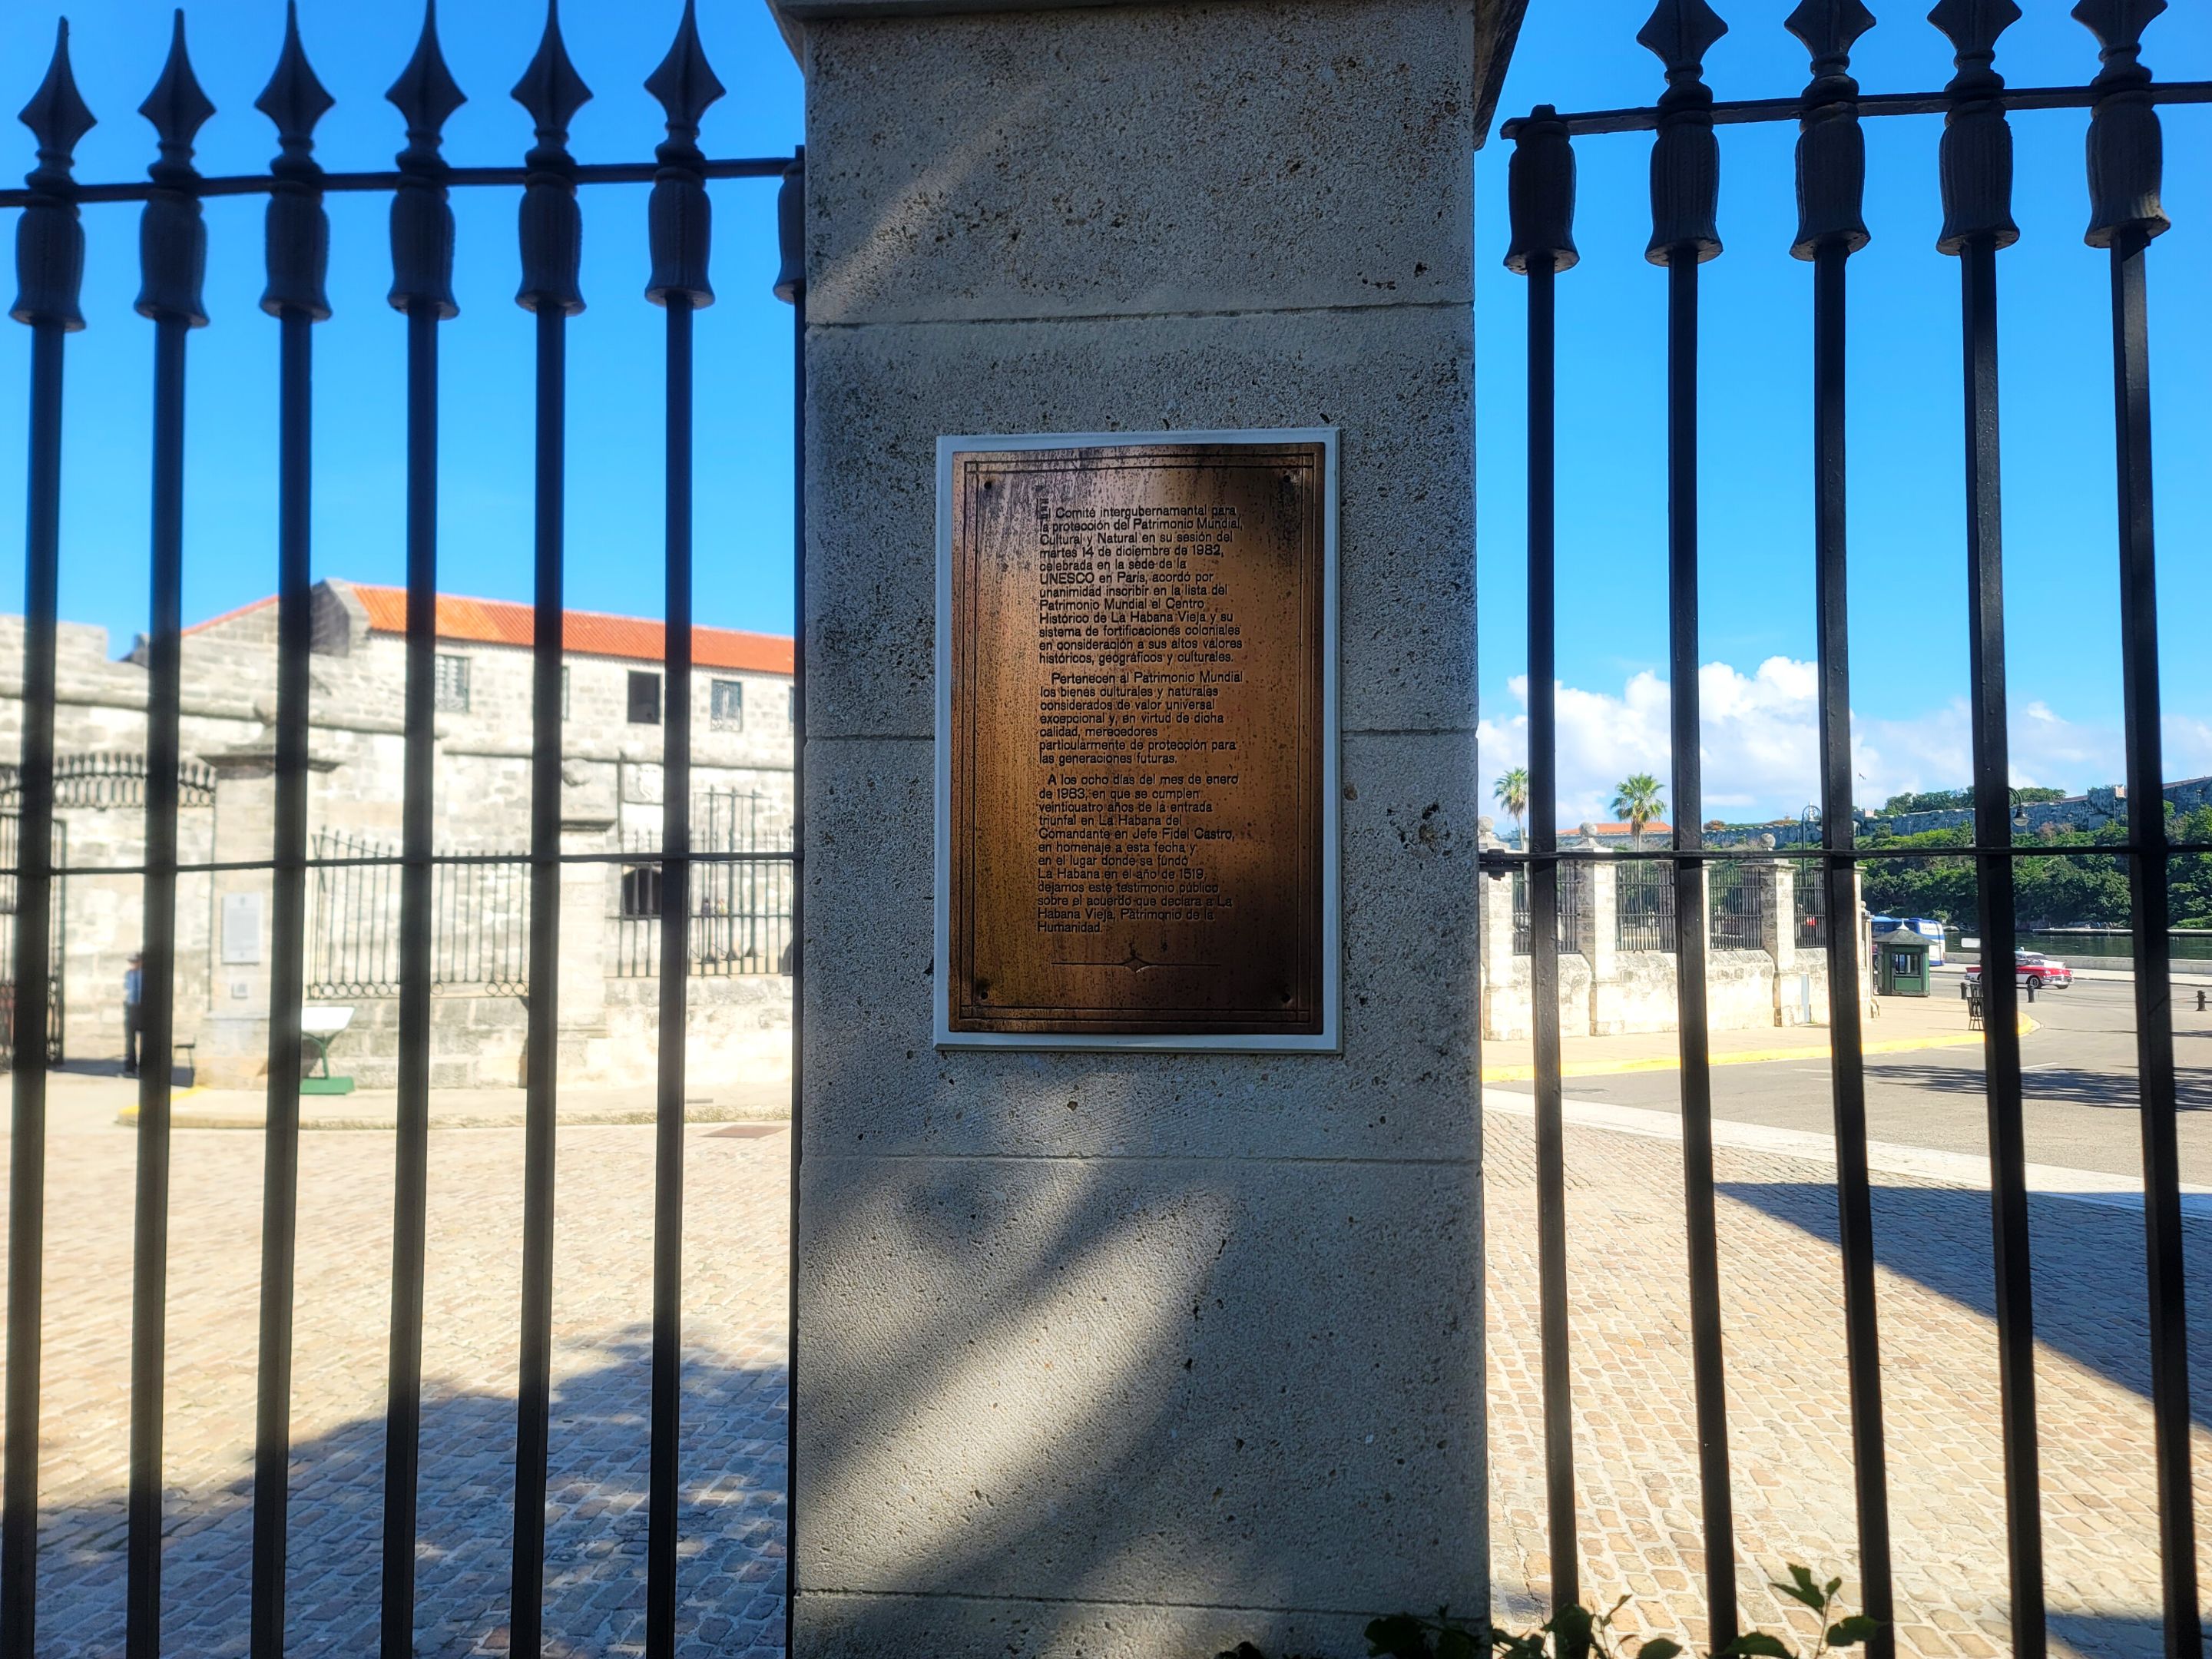 El Comité intergubernamental para
la protección del Patrimonio Mundial,
Cultural y Natural en su sesión del
martes 14 de diciembre de 1982,
celebrada en la sede de la
UNESCO en París, acordó por
unanimidad inscribir en la lista del
Patrimonio Mundial el Centro
Histórico de La Habana Vieja y su
sistema de fortificaciones coloniales
en consideración a sus altos valores
históricos, geográficos y culturales.
Pertenecen al Patrimonio Mundial
los bienes culturales y naturales
considerados de valor universal
excepcional y, en virtud de dicha
calidad, merecedores
particularmente de protección para
las generaciones futuras.
A los ocho días del mes de enero
de 1983, en que se cumplen
veinticuatro años de la entrada
triunfal en La Habana del
Comandante en Jefe Fidel Castro,
en homenaje a esta fecha y
en el lugar donde se fundó
La Habana en el año de 1519,
dejamos este testimonio público
sobre el acuerdo que declara a La
Habana Vieja, Patrimonio de la
Humanidad.